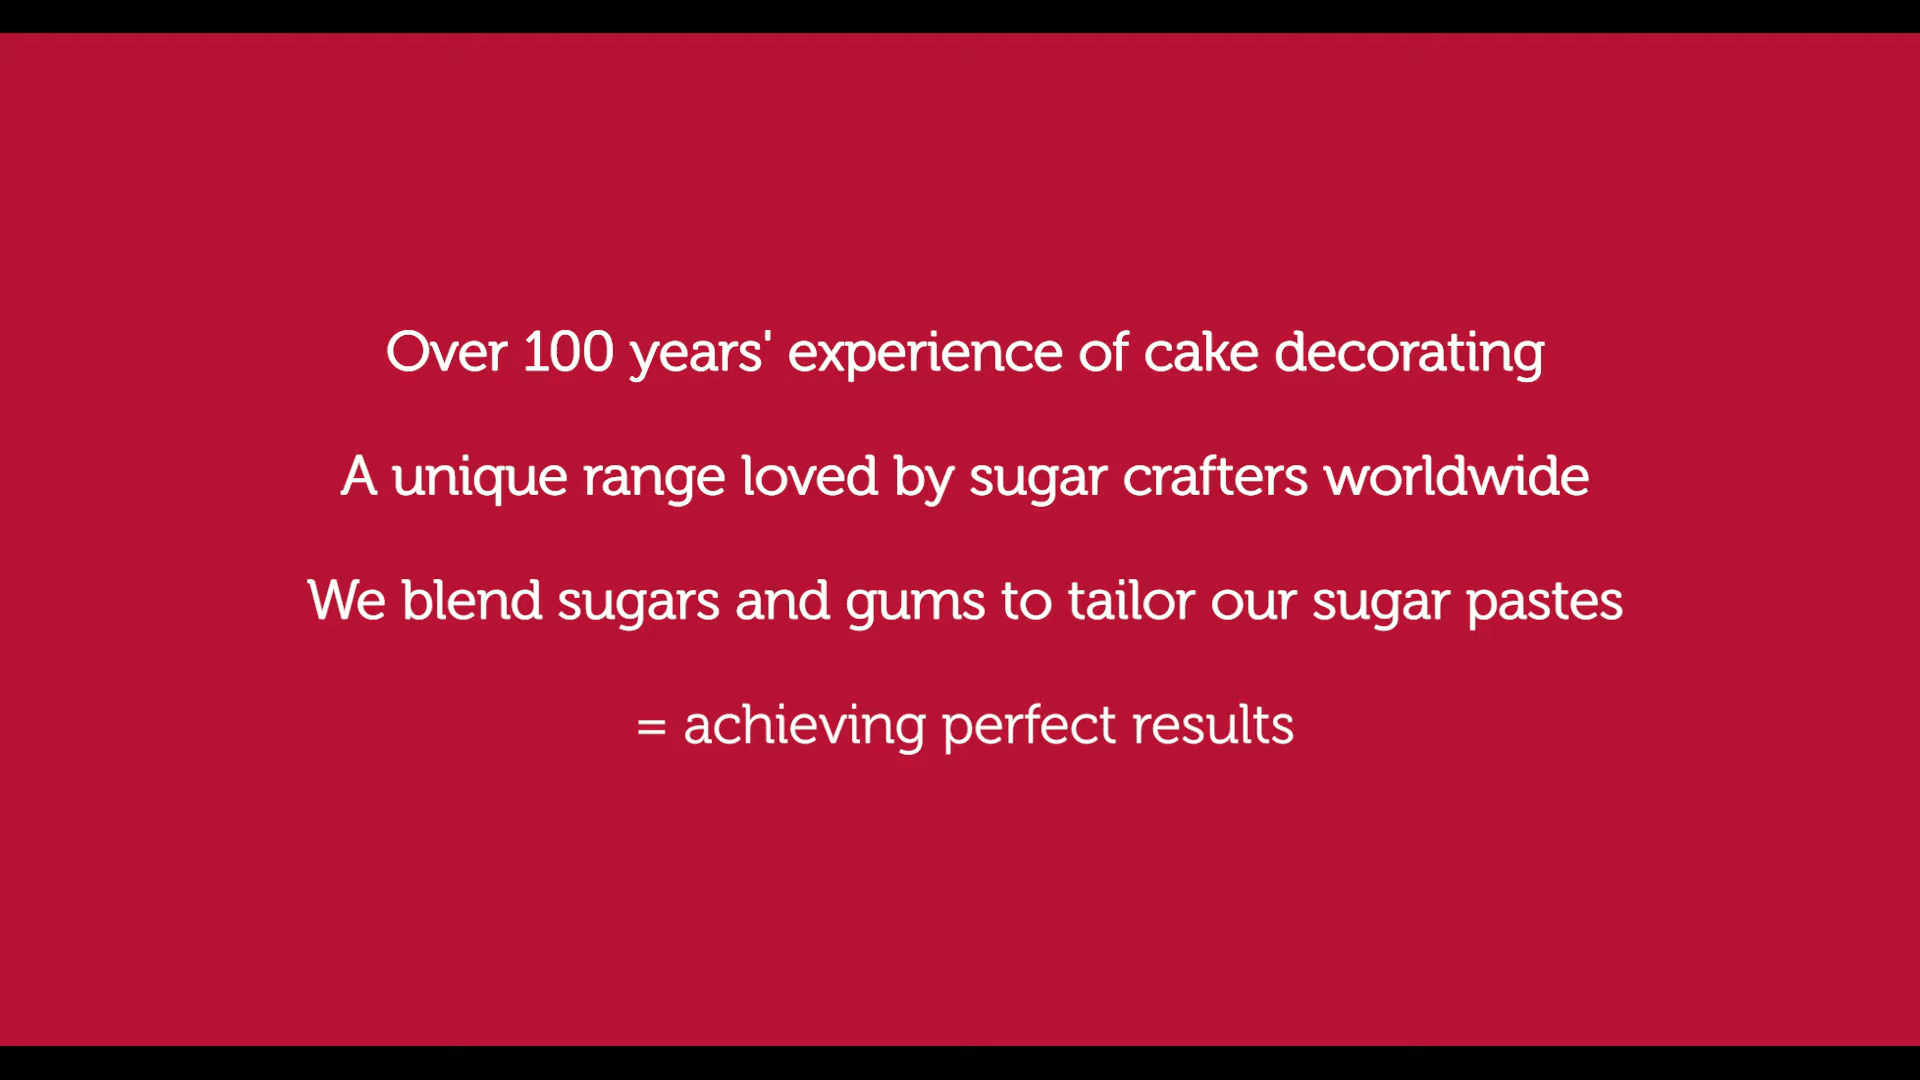 Over 100 years' experience of cake decorating
A unique range loved by sugar crafters worldwide
We blend sugars and gums to tailor our sugar pastes
= achieving perfect results